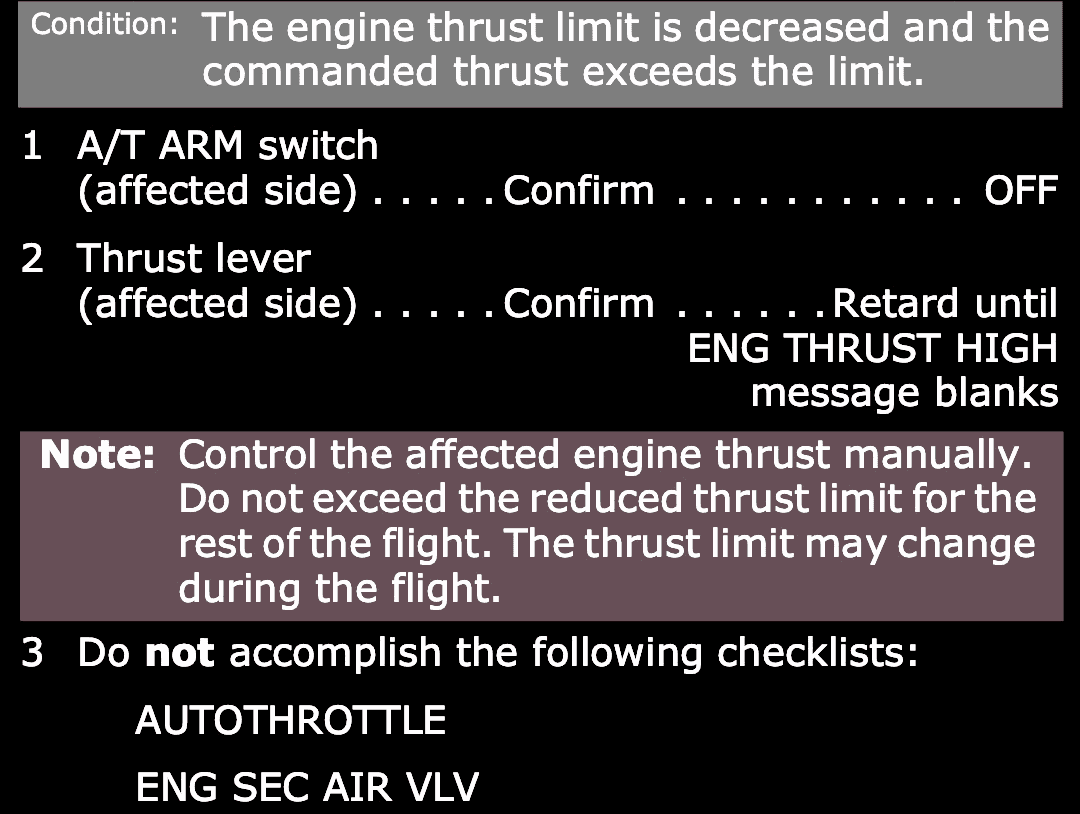 Condition: The engine thrust limit is decreased and the
commanded thrust exceeds the limit.
1 A/T ARM switch
(affected side) . . . . . Confirm . . . . . . . . . . . OFF
2 Thrust lever
(affected side) . . . . . Confirm . . . . . . Retard until
ENG THRUST HIGH
message blanks
Note: Control the affected engine thrust manually.
Do not exceed the reduced thrust limit for the
rest of the flight. The thrust limit may change
during the flight.
3 Do not accomplish the following checklists:
AUTOTHROTTLE
ENG SEC AIR VLV